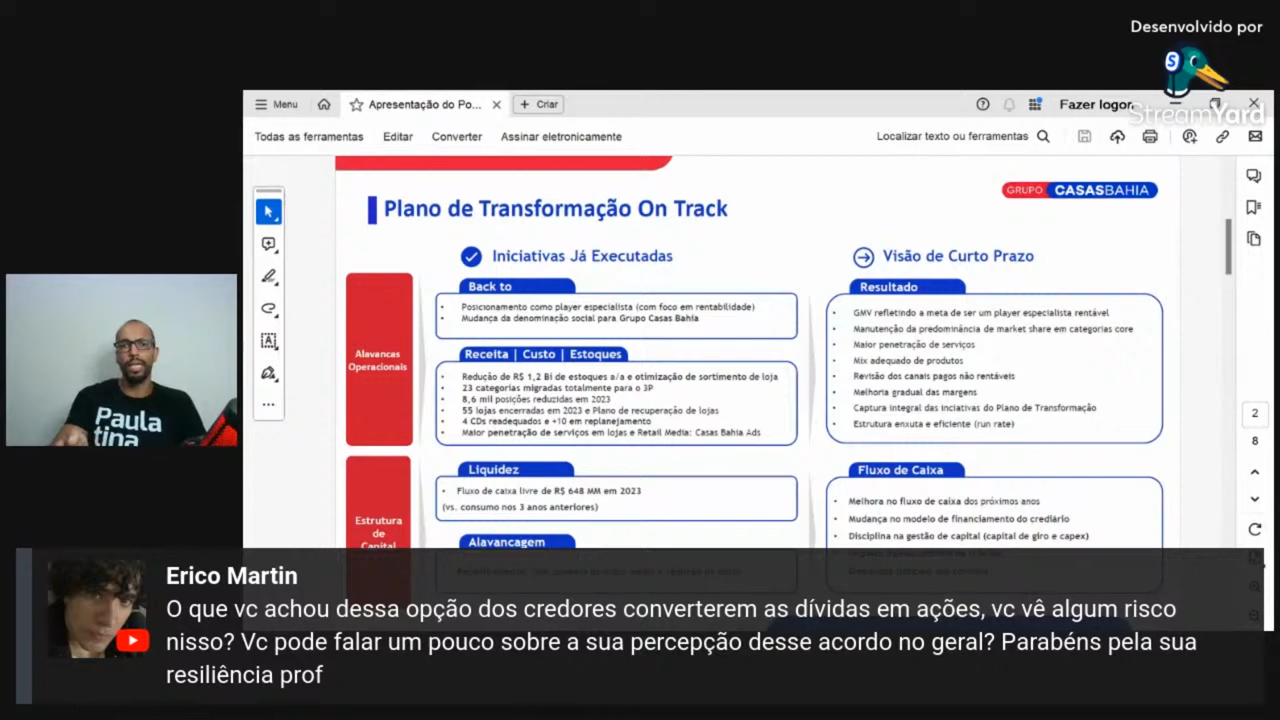 Desenvolvido por
StreamYard
Menu
Apresentação do Po...
Criar
Fazer logon
Todas as ferramentas
Editar
Converter
Assinar eletronicamente
Localizar texto ou ferramentas
GRUPO CASASBAHIA
Plano de Transformação On Track
Iniciativas Já Executadas
Visão de Curto Prazo
Alavancas
Operacionais
Back to
• Posicionamento como player especialista (com foco em rentabilidade)
• Mudança da denominação social para Grupo Casas Bahia
Receita | Custo | Estoques
• Redução de R$ 1,2 Bi de estoques a/a e otimização de sortimento de loja
• 23 categorias migradas totalmente para o 3P
• 8,6 mil posições reduzidas em 2023
• 55 lojas encerradas em 2023 e Plano de recuperação de lojas
• 4 CDs readequados e +10 em replanejamento
• Maior penetração de serviços em lojas e Retail Media: Casas Bahia Ads
Resultado
• GMV refletindo a meta de ser um player especialista rentável
• Manutenção da predominância de market share em categorias core
• Maior penetração de serviços
• Mix adequado de produtos
• Revisão dos canais pagos não rentáveis
• Melhoria gradual das margens
• Captura integral das inciativas do Plano de Transformação
• Estrutura enxuta e eficiente (run rate)
Estrutura
de
Capital
Liquidez
• Fluxo de caixa livre de R$ 648 MM em 2023
(vs. consumo nos 3 anos anteriores)
Alavancagem
Fluxo de Caixa
• Melhora no fluxo de caixa dos próximos anos
• Mudança no modelo de financiamento do crediário
• Disciplina na gestão de capital (capital de giro e capex)
2
8
Paula
tina
Erico Martin
O que vc achou dessa opção dos credores converterem as dívidas em ações, vc vê algum risco
nisso? Vc pode falar um pouco sobre a sua percepção desse acordo no geral? Parabéns pela sua
resiliência prof